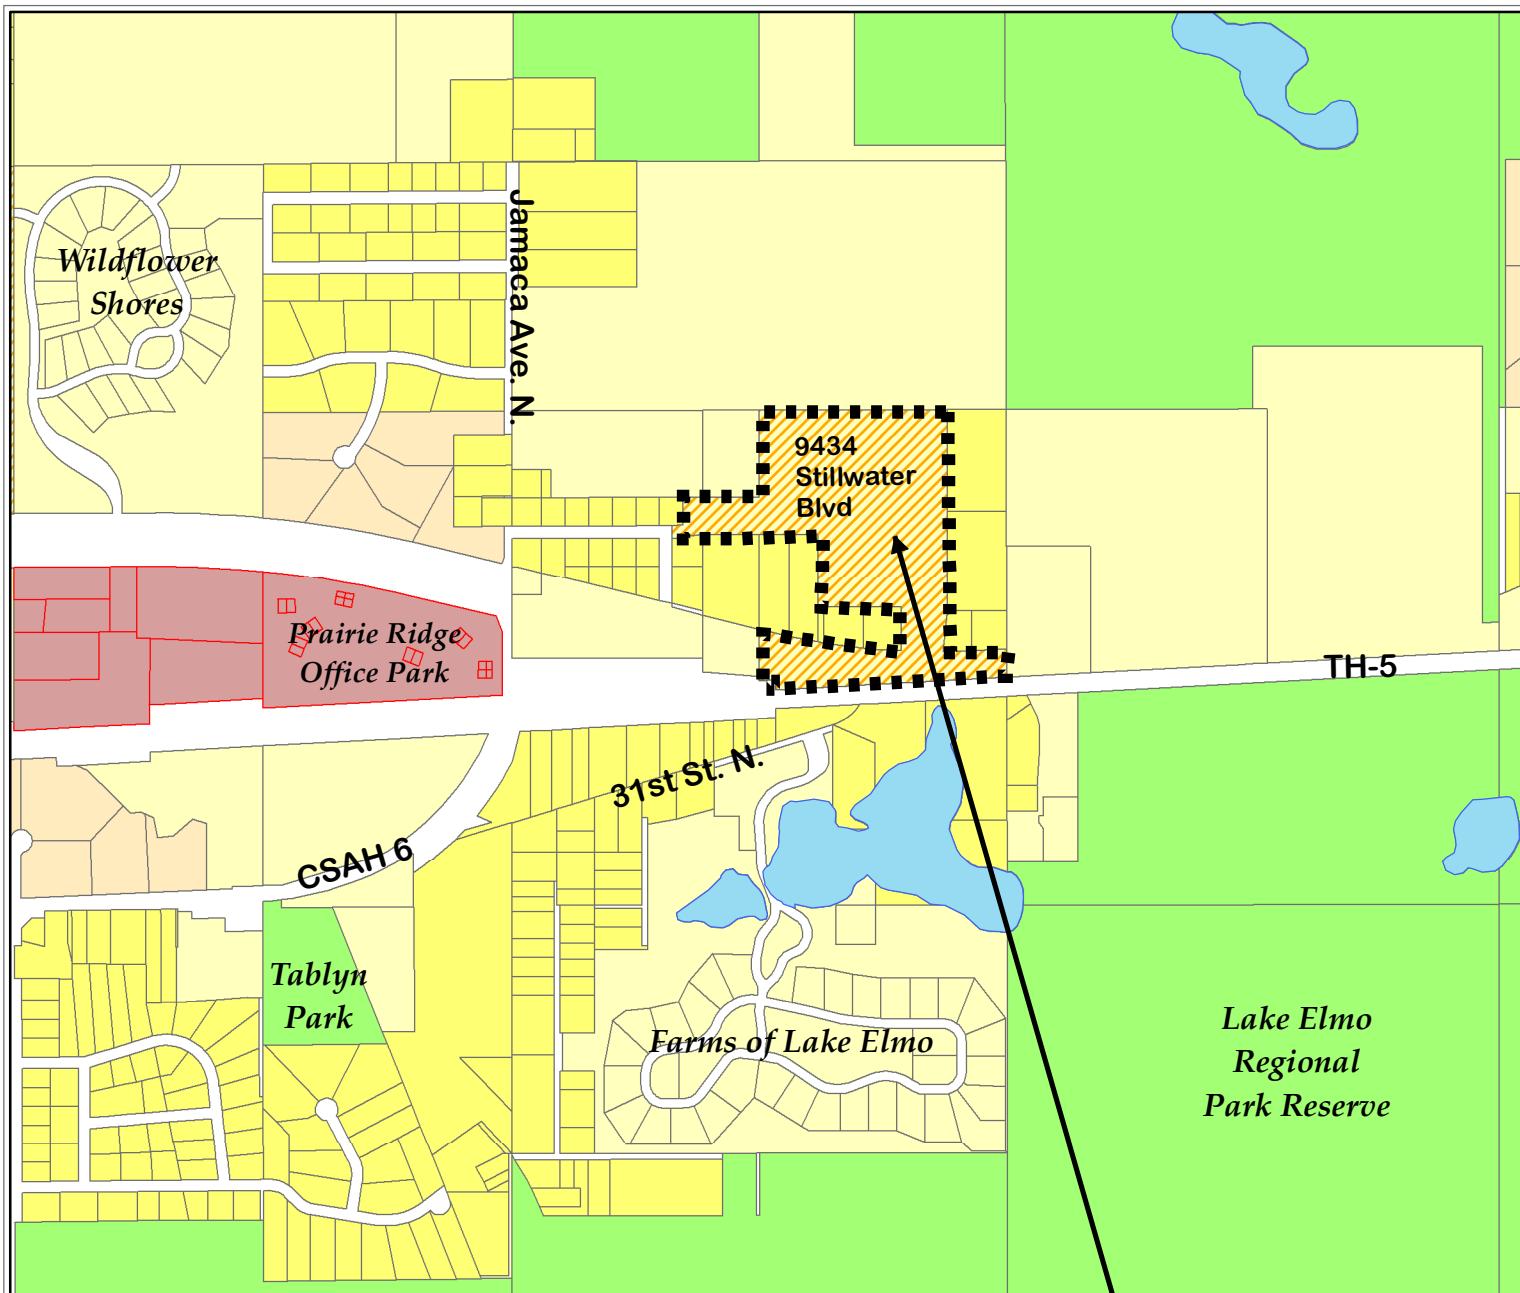 Wildflower
Shores
Jamaca Ave. N.
9434
Stillwater
Blvd
Prairie Ridge
Office Park
TH-5
31st St. N.
CSAH 6
Tablyn
Park
Farms of Lake Elmo
Lake Elmo
Regional
Park Reserve